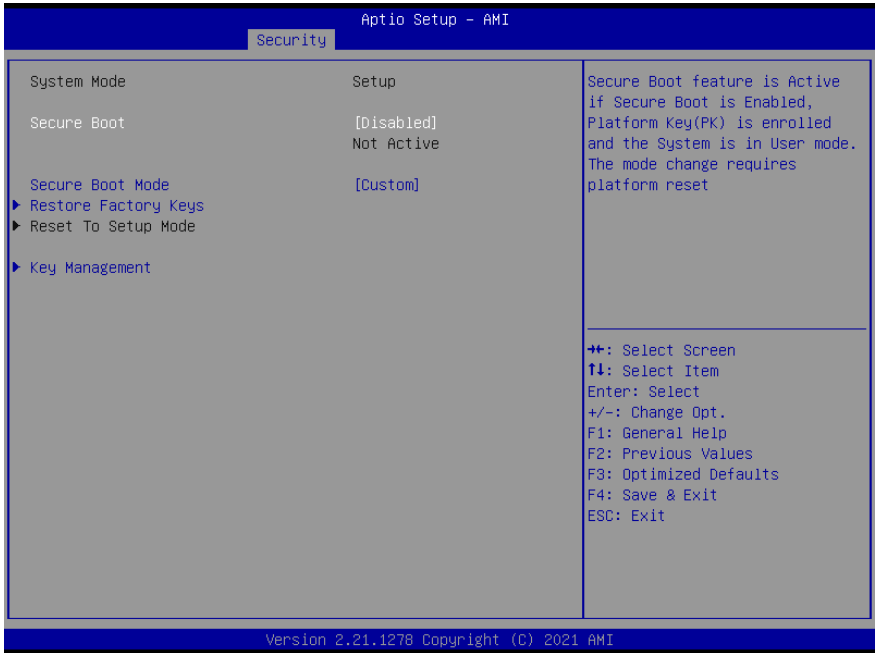 Aptio Setup – AMI
Security
System Mode Setup
Secure Boot [Disabled]
Not Active
Secure Boot Mode [Custom]
Restore Factory Keys
Reset To Setup Mode
Key Management
Secure Boot feature is Active
if Secure Boot is Enabled,
Platform Key(PK) is enrolled
and the System is in User mode.
The mode change requires
platform reset
→←: Select Screen
↑↓: Select Item
Enter: Select
+/-: Change Opt.
F1: General Help
F2: Previous Values
F3: Optimized Defaults
F4: Save & Exit
ESC: Exit
Version 2.21.1278 Copyright (C) 2021 AMI